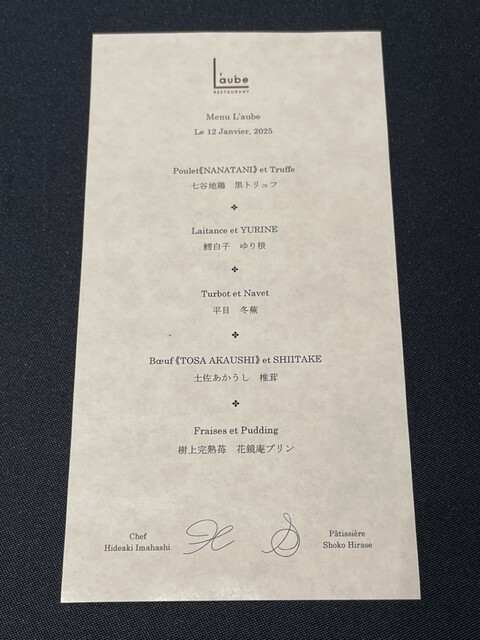 L'aube
RESTAURANT
Menu L'aube
Le 12 Janvier, 2025
Poulet《NANATANI》et Truffe
七谷地鶏 黒トリュフ
Laitance et YURINE
鱈白子 ゆり根
Turbot et Navet
平目 冬蕪
Bœuf《TOSA AKAUSHI》et SHIITAKE
土佐あかうし 椎茸
Fraises et Pudding
樹上完熟苺 花鏡庵プリン
Chef
Hideaki Imahashi
Pâtissière
Shoko Hirase